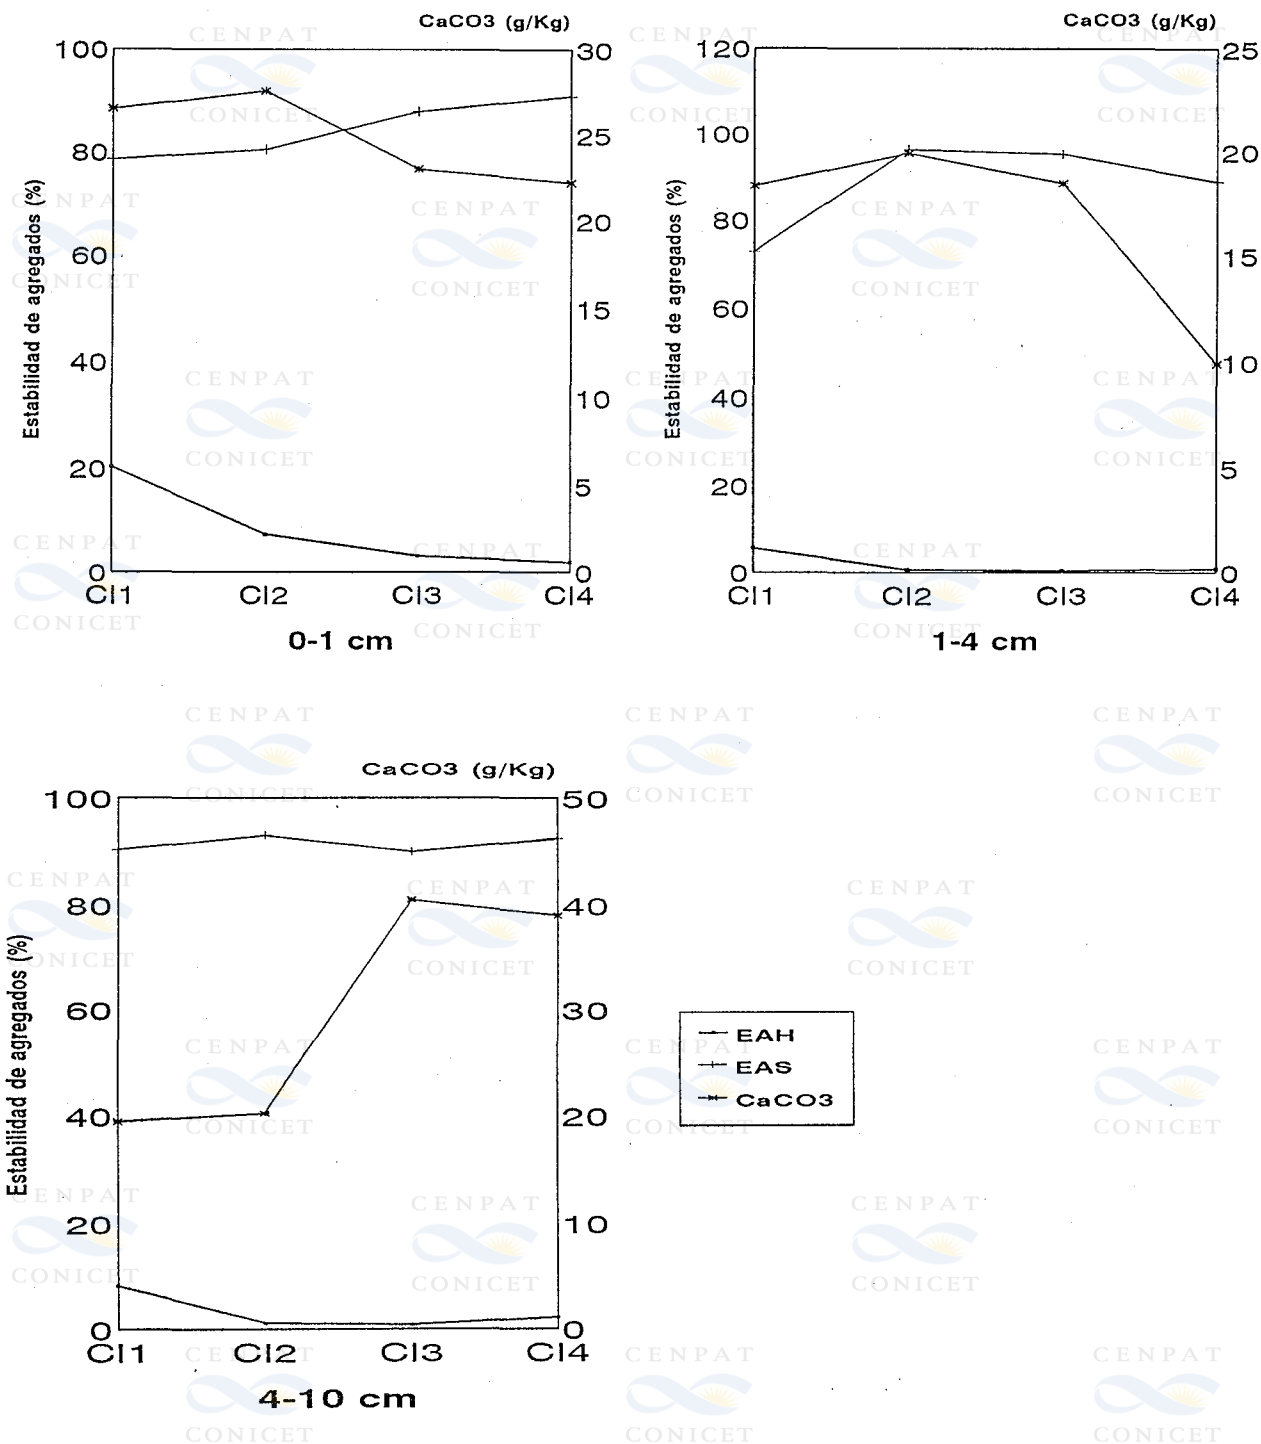 CaCO3 (g/Kg)
100
80
60
40
20
0
Estabilidad de agregados (%)
30
25
20
15
10
5
0
Cl1 Cl2 Cl3 Cl4
0-1 cm
CaCO3 (g/Kg)
120
100
80
60
40
20
0
Estabilidad de agregados (%)
25
20
15
10
5
0
Cl1 Cl2 Cl3 Cl4
1-4 cm
CaCO3 (g/Kg)
100
80
60
40
20
0
Estabilidad de agregados (%)
50
40
30
20
10
0
Cl1 Cl2 Cl3 Cl4
4-10 cm
EAH
EAS
CaCO3
CENPAT
CONICET